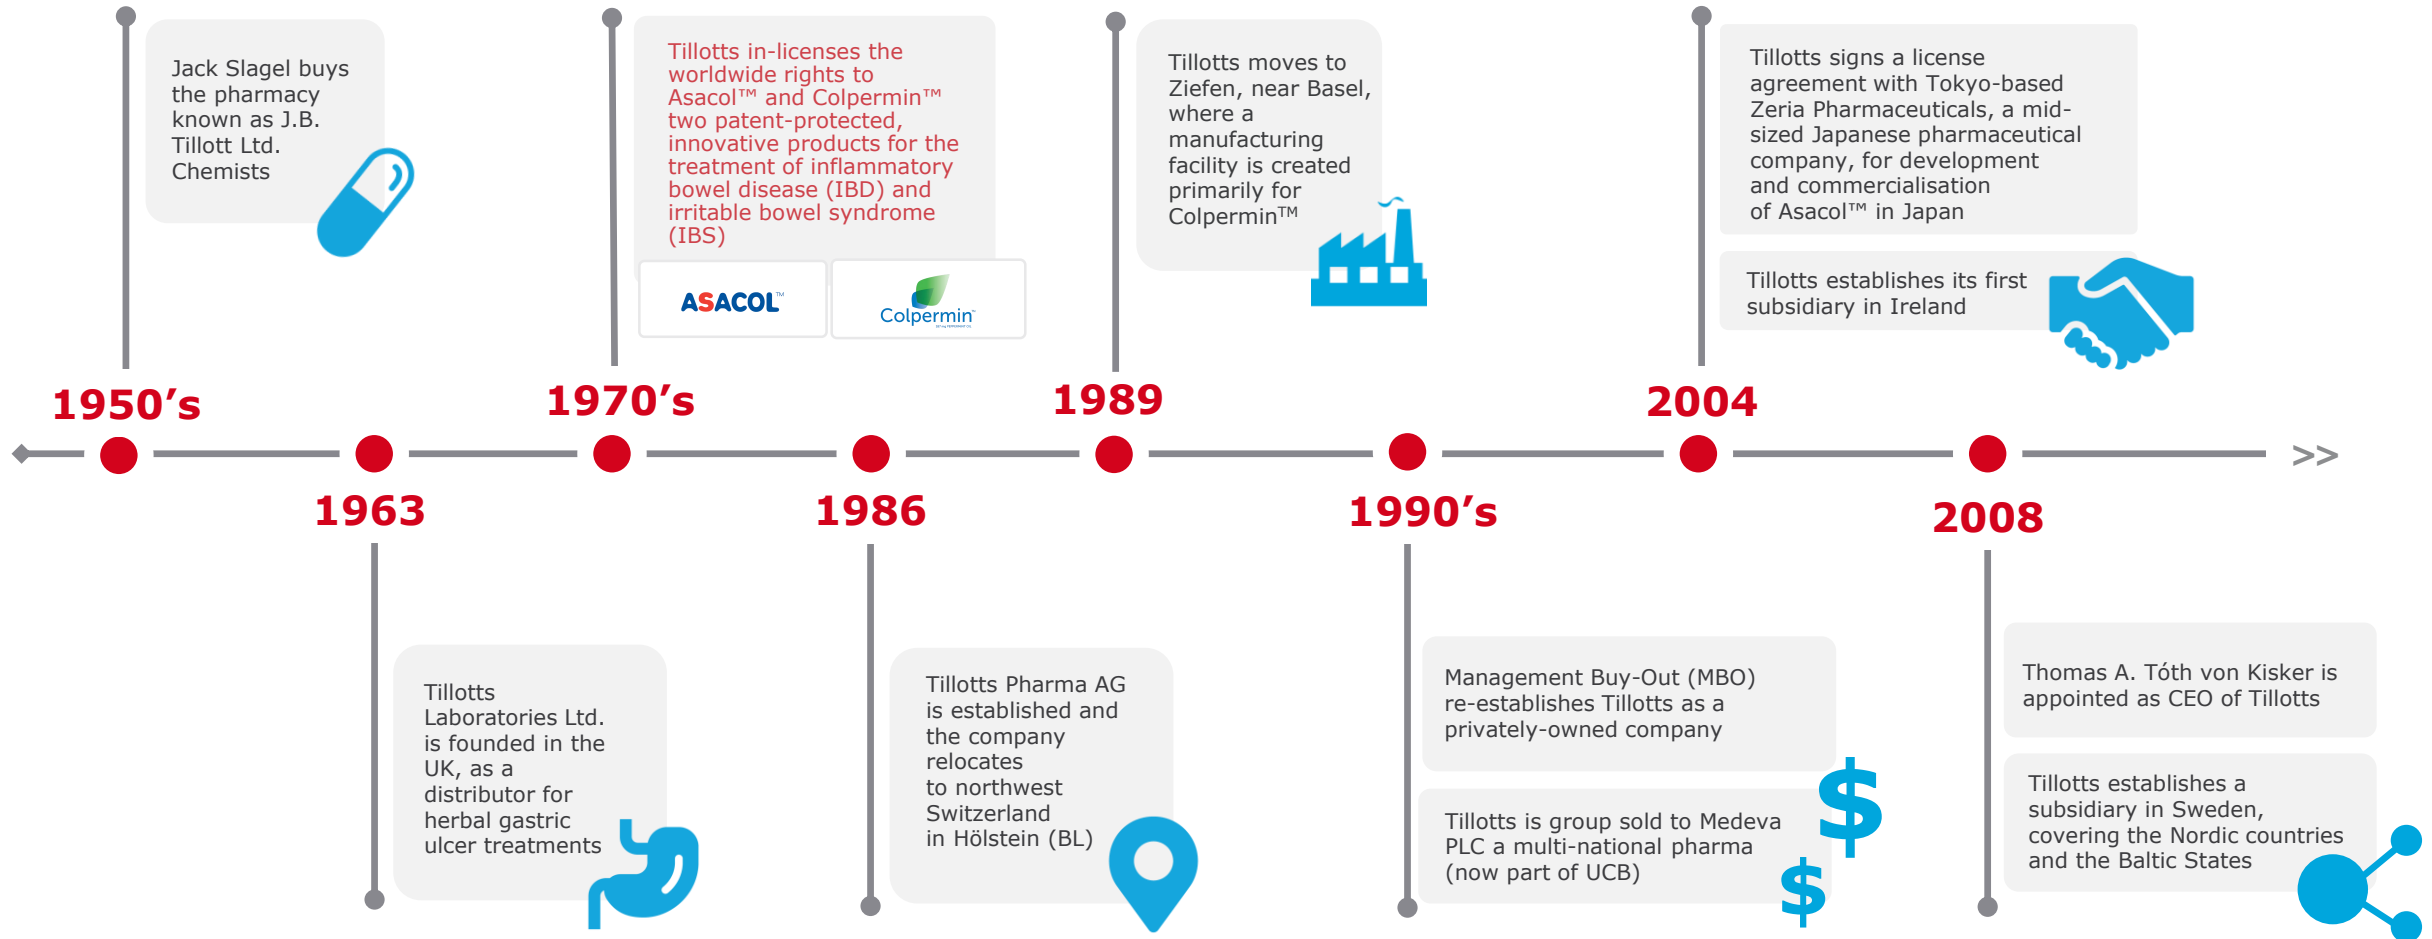 Jack Slagel buys
the pharmacy
known as J.B.
Tillott Ltd.
Chemists
1950’s
Tillotts
Laboratories Ltd.
is founded in the
UK, as a
distributor for
herbal gastric
ulcer treatments
1963
Tillotts in-licenses the
worldwide rights to
Asacol™ and Colpermin™
two patent-protected,
innovative products for the
treatment of inflammatory
bowel disease (IBD) and
irritable bowel syndrome
(IBS)
ASACOL™
Colpermin
1970’s
1986
Tillotts Pharma AG
is established and
the company
relocates
to northwest
Switzerland
in Hölstein (BL)
Tillotts moves to
Ziefen, near Basel,
where a
manufacturing
facility is created
primarily for
Colpermin™
1989
1990’s
Management Buy-Out (MBO)
re-establishes Tillotts as a
privately-owned company
Tillotts is group sold to Medeva
PLC a multi-national pharma
(now part of UCB)
$
$
Tillotts signs a license
agreement with Tokyo-based
Zeria Pharmaceuticals, a mid-
sized Japanese pharmaceutical
company, for development
and commercialisation
of Asacol™ in Japan
Tillotts establishes its first
subsidiary in Ireland
2004
2008
Thomas A. Tóth von Kisker is
appointed as CEO of Tillotts
Tillotts establishes a
subsidiary in Sweden,
covering the Nordic countries
and the Baltic States
>>